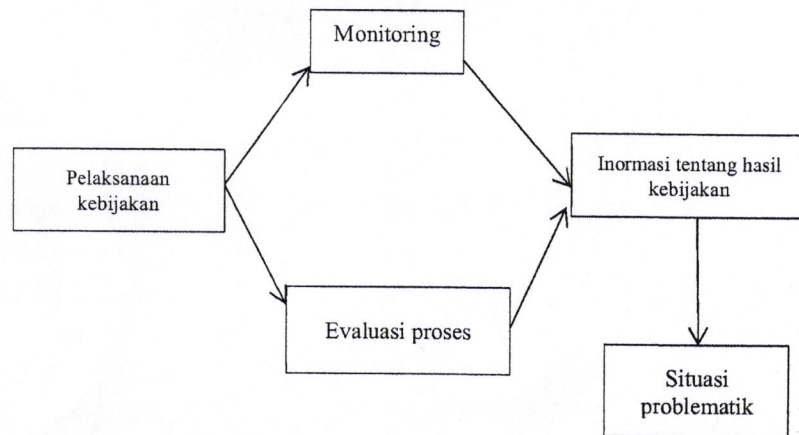 Monitoring
Pelaksanaan
kebijakan
Inormasi tentang hasil
kebijakan
Evaluasi proses
Situasi
problematik